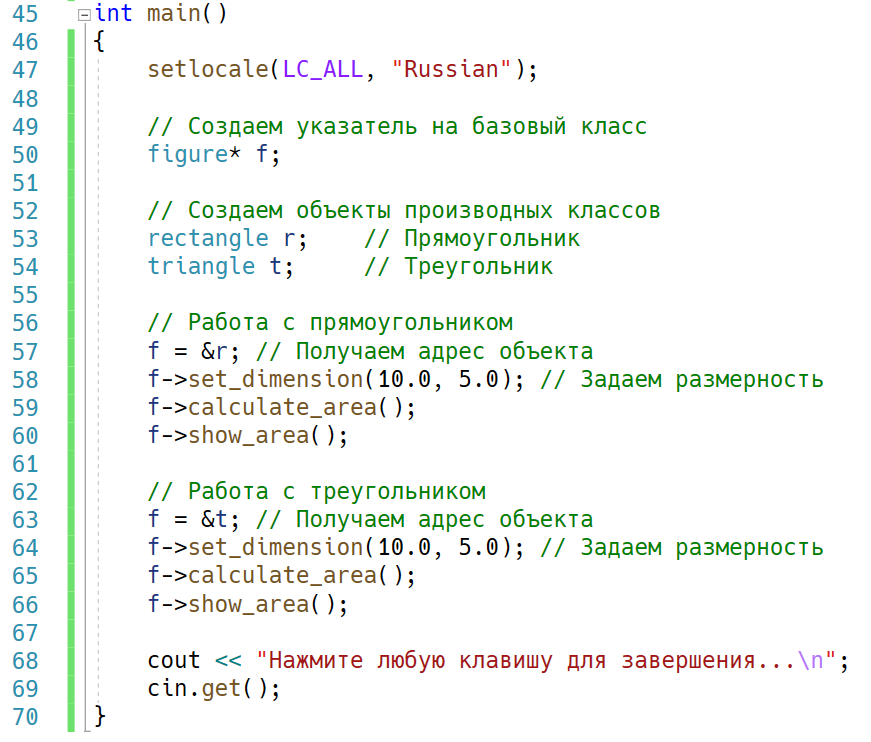 45 int main()
46 {
47 setlocale(LC_ALL, "Russian");
48
49 // Создаем указатель на базовый класс
50 figure* f;
51
52 // Создаем объекты производных классов
53 rectangle r; // Прямоугольник
54 triangle t; // Треугольник
55
56 // Работа с прямоугольником
57 f = &r; // Получаем адрес объекта
58 f->set_dimension(10.0, 5.0); // Задаем размерность
59 f->calculate_area();
60 f->show_area();
61
62 // Работа с треугольником
63 f = &t; // Получаем адрес объекта
64 f->set_dimension(10.0, 5.0); // Задаем размерность
65 f->calculate_area();
66 f->show_area();
67
68 cout << "Нажмите любую клавишу для завершения...\n";
69 cin.get();
70 }